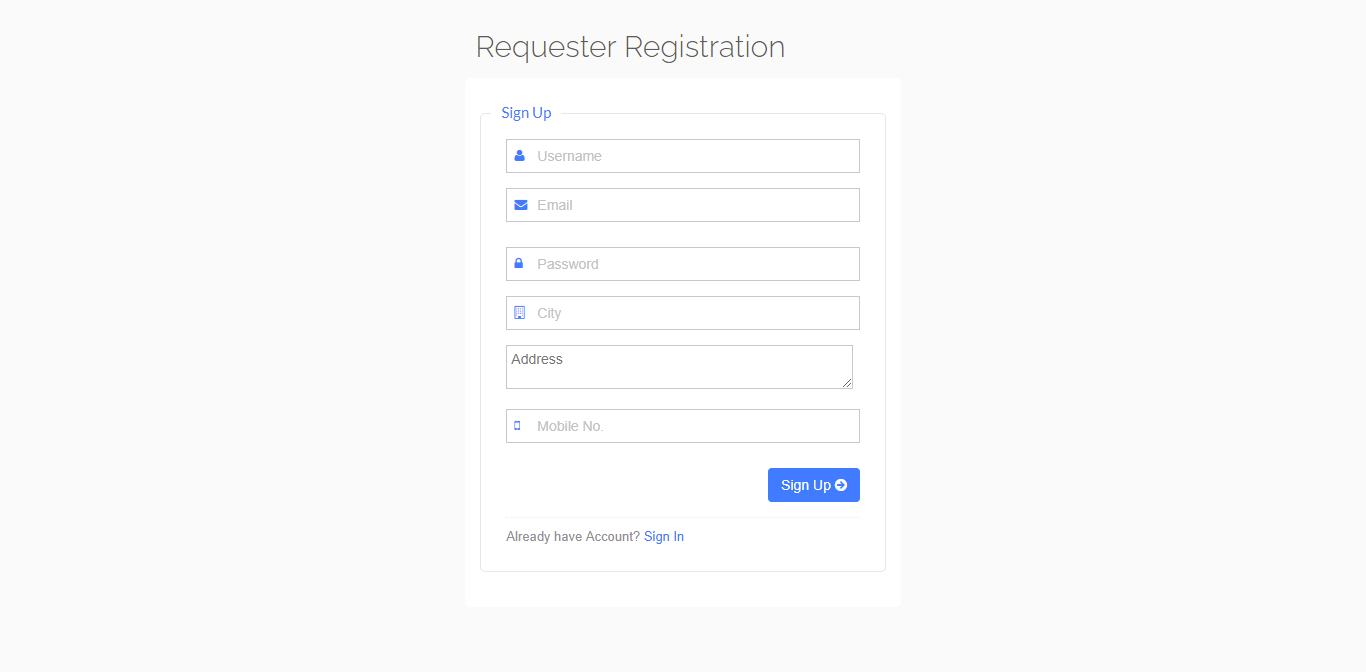 Requester Registration
Sign Up
Username
Email
Password
City
Address
Mobile No.
Sign Up
Already have Account? Sign In